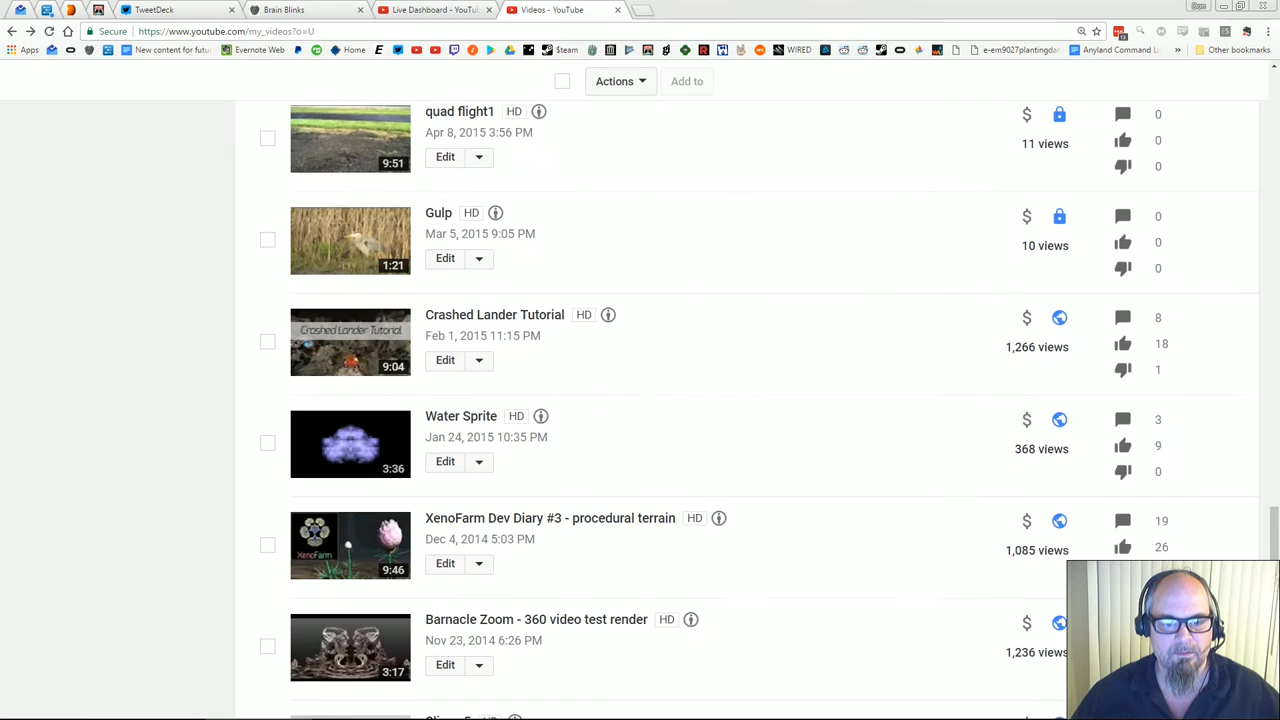 TweetDeck
Brain Blinks
Live Dashboard - YouTu
Videos - YouTube
Secure
https://www.youtube.com/my_videos?o=U
Apps
New content for futur
Evernote Web
Home
Steam
WIRED
e-em9027plantingdat
Anyland Command L
Other bookmarks
Actions
Add to
quad flight1 HD
11 views
0
Apr 8, 2015 3:56 PM
0
9:51
Edit
0
Gulp HD
10 views
0
Mar 5, 2015 9:05 PM
0
1:21
Edit
0
Crashed Lander Tutorial HD
Crashed Lander Tutorial
1,266 views
8
Feb 1, 2015 11:15 PM
18
9:04
Edit
1
Water Sprite HD
368 views
3
Jan 24, 2015 10:35 PM
9
3:36
Edit
0
XenoFarm Dev Diary #3 - procedural terrain HD
1,085 views
19
Dec 4, 2014 5:03 PM
26
XenoFarm
9:46
Edit
Barnacle Zoom - 360 video test render HD
1,236 views
Nov 23, 2014 6:26 PM
3:17
Edit